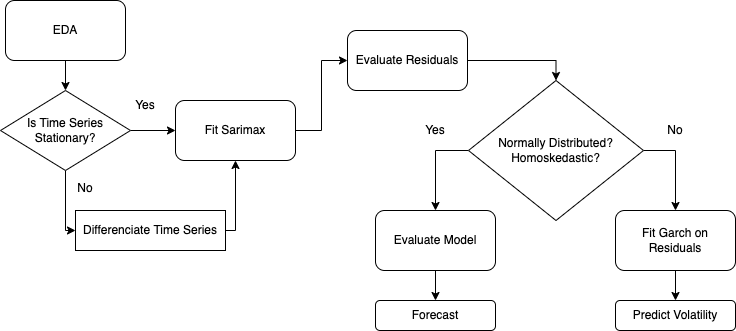 EDA
Is Time Series
Stationary?
Yes
No
Differenciate Time Series
Fit Sarimax
Evaluate Residuals
Normally Distributed?
Homoskedastic?
Yes
No
Evaluate Model
Forecast
Fit Garch on
Residuals
Predict Volatility